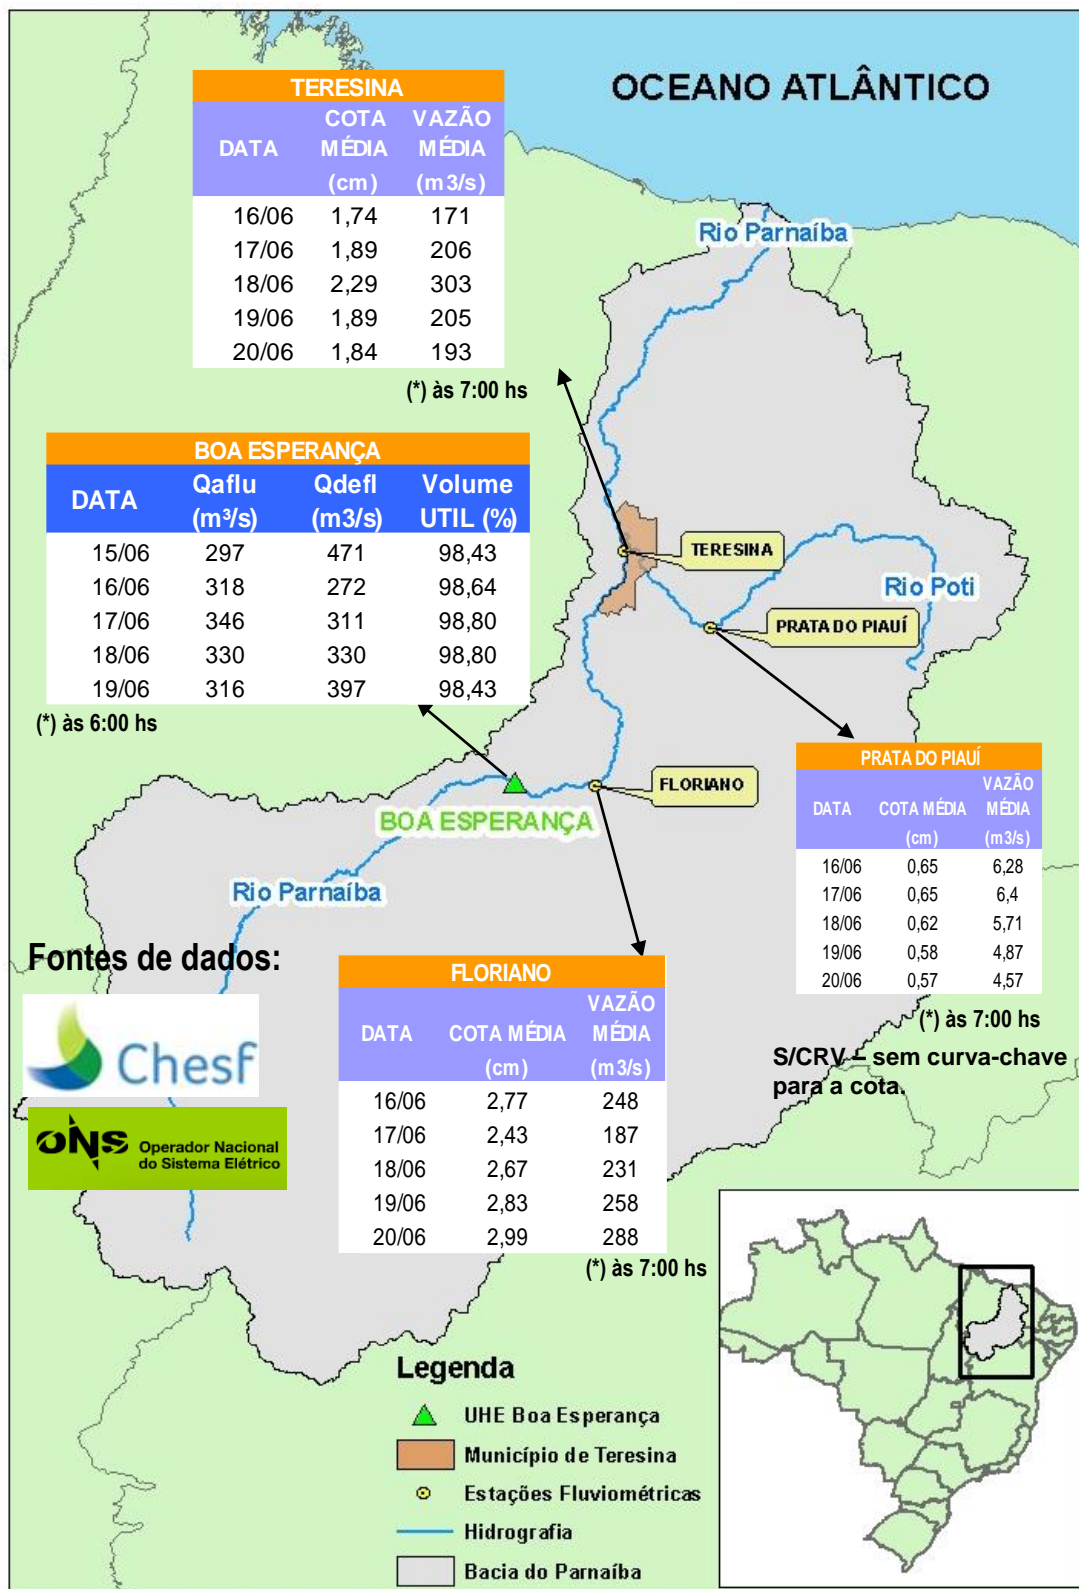 OCEANO ATLÂNTICO
TERESINA
DATA COTA MÉDIA (cm) VAZÃO MÉDIA (m3/s)
16/06 1,74 171
17/06 1,89 206
18/06 2,29 303
19/06 1,89 205
20/06 1,84 193
(*) às 7:00 hs
Rio Parnaíba
BOA ESPERANÇA
DATA Qaflu (m³/s) Qdefl (m3/s) Volume UTIL (%)
15/06 297 471 98,43
16/06 318 272 98,64
17/06 346 311 98,80
18/06 330 330 98,80
19/06 316 397 98,43
(*) às 6:00 hs
TERESINA
Rio Poti
PRATA DO PIAUÍ
FLORIANO
BOA ESPERANÇA
Rio Parnaíba
PRATA DO PIAUÍ
DATA COTA MÉDIA (cm) VAZÃO MÉDIA (m3/s)
16/06 0,65 6,28
17/06 0,65 6,4
18/06 0,62 5,71
19/06 0,58 4,87
20/06 0,57 4,57
(*) às 7:00 hs
S/CRV – sem curva-chave
para a cota.
Fontes de dados:
Chesf
ONS Operador Nacional
do Sistema Elétrico
FLORIANO
DATA COTA MÉDIA (cm) VAZÃO MÉDIA (m3/s)
16/06 2,77 248
17/06 2,43 187
18/06 2,67 231
19/06 2,83 258
20/06 2,99 288
(*) às 7:00 hs
Legenda
UHE Boa Esperança
Município de Teresina
Estações Fluviométricas
Hidrografia
Bacia do Parnaíba